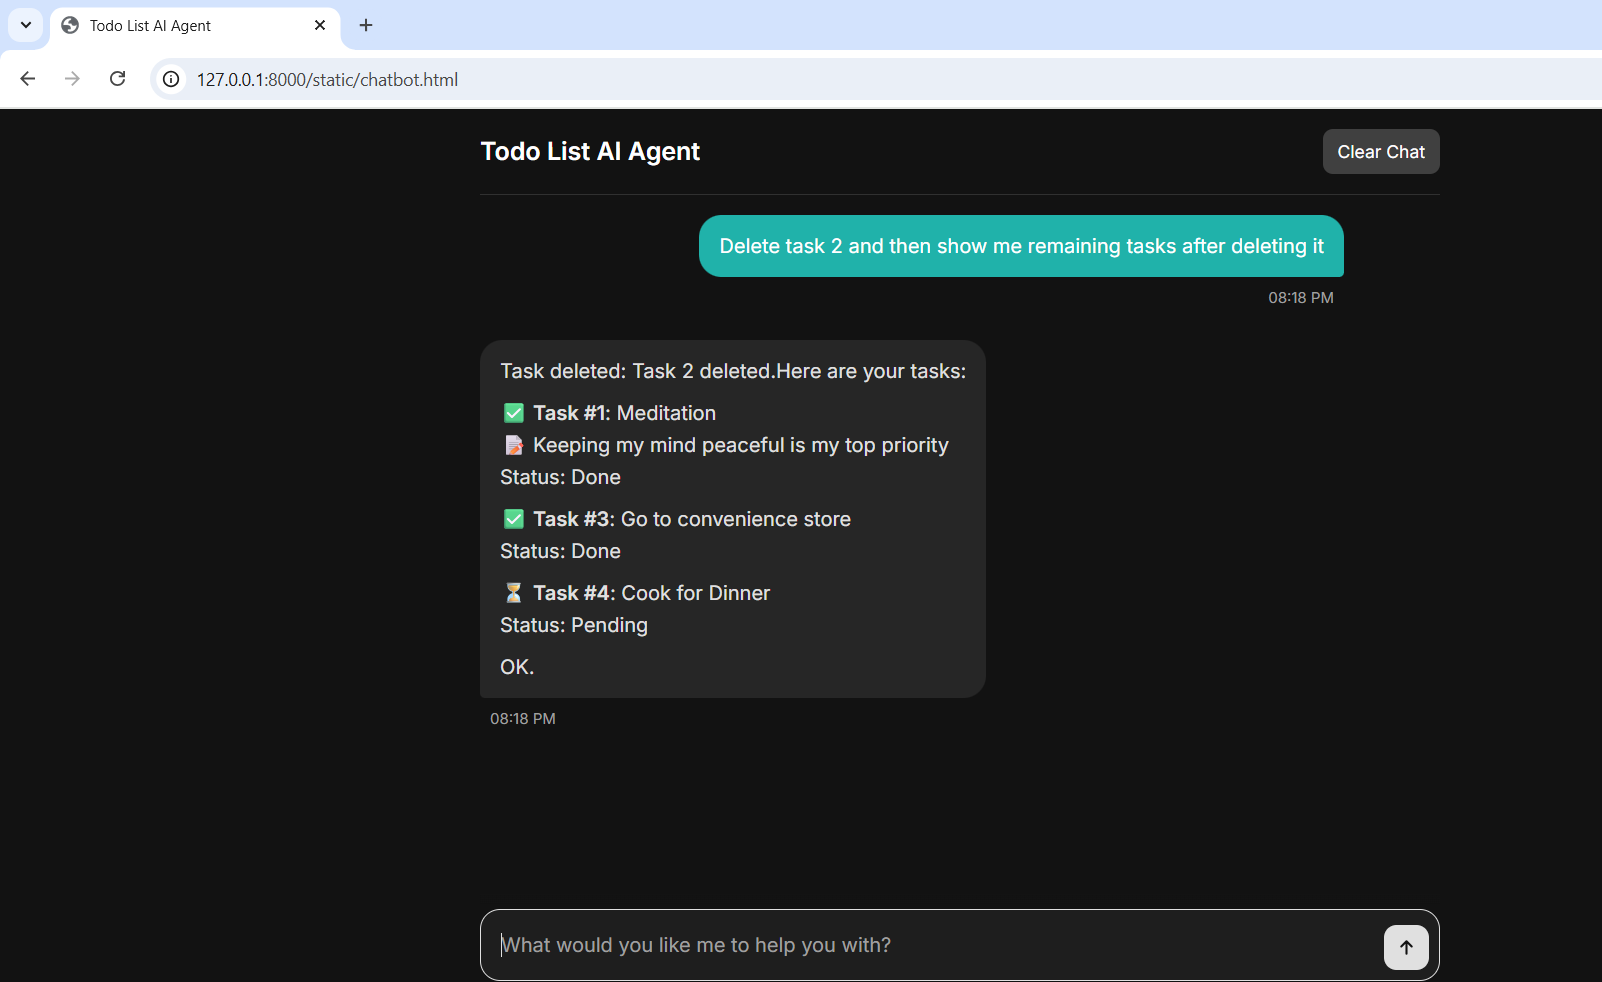 Todo List AI Agent
127.0.0.1:8000/static/chatbot.html
Todo List AI Agent
Clear Chat
Delete task 2 and then show me remaining tasks after deleting it
08:18 PM
Task deleted: Task 2 deleted.Here are your tasks:
✅ Task #1: Meditation
📝 Keeping my mind peaceful is my top priority
Status: Done
✅ Task #3: Go to convenience store
Status: Done
⏳ Task #4: Cook for Dinner
Status: Pending
OK.
08:18 PM
What would you like me to help you with?